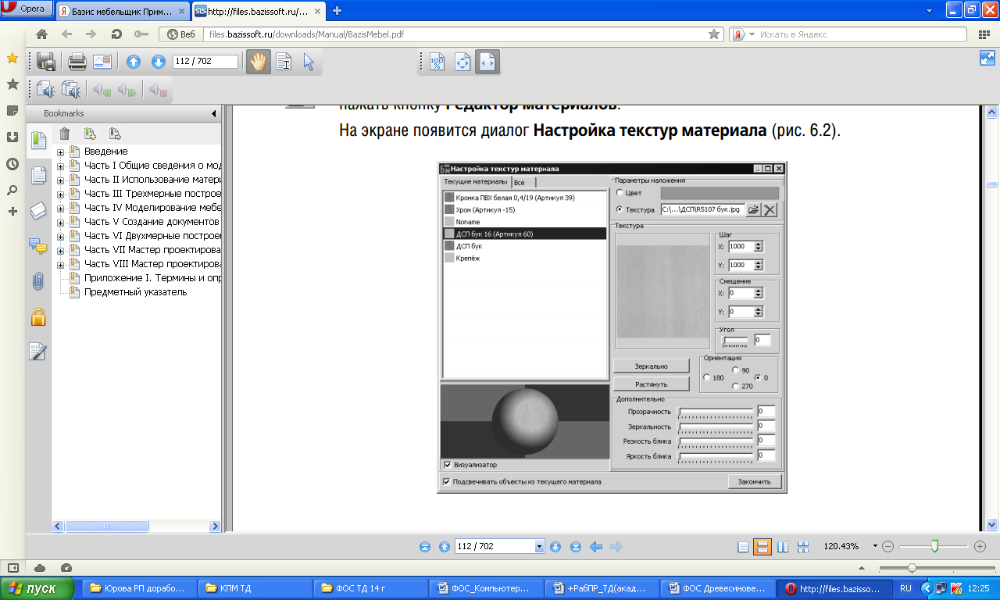 Opera
Базис мебельщик Прим...
http://files.bazissoft.ru/...
Веб
files.bazissoft.ru/downloads/Manual/BazisMebel.pdf
Искать в Яндекс
112 / 702
Bookmarks
Введение
Часть I Общие сведения о мод
Часть II Использование матери
Часть III Трехмерные построе
Часть IV Моделирование мебе
Часть V Создание документов
Часть VI Двухмерные построе
Часть VII Мастер проектирова
Часть VIII Мастер проектирова
Приложение I. Термины и опр
Предметный указатель
нажать кнопку Редактор материалов.
На экране появится диалог Настройка текстур материала (рис. 6.2).
Настройка текстур материала
Текущие материалы
Все
Кромка ПВХ белая 0,4/19 (Артикул 39)
Хром (Артикул -15)
Noname
ДСП бук 16 (Артикул 60)
ДСП бук
Крепёж
Параметры наложения
Цвет
Текстура
C:\...\ДСП\R5107 бук.jpg
Текстура
Шаг
X: 1000
Y: 1000
Смещение
X: 0
Y: 0
Угол
0
Зеркально
Растянуть
Ориентация
90
180
0
270
Дополнительно
Прозрачность 0
Зеркальность 0
Резкость блика 0
Яркость блика 0
Визуализатор
Подсвечивать объекты из текущего материала
Закончить
112 / 702
120.43%
пуск
Юрова РП доработ...
КПМ ТД
ФОС ТД 14 г
ФОС_Компьютер...
+РабПР_ТД(акад...
ФОС Древесинове...
http://files.bazisso...
RU
12:25